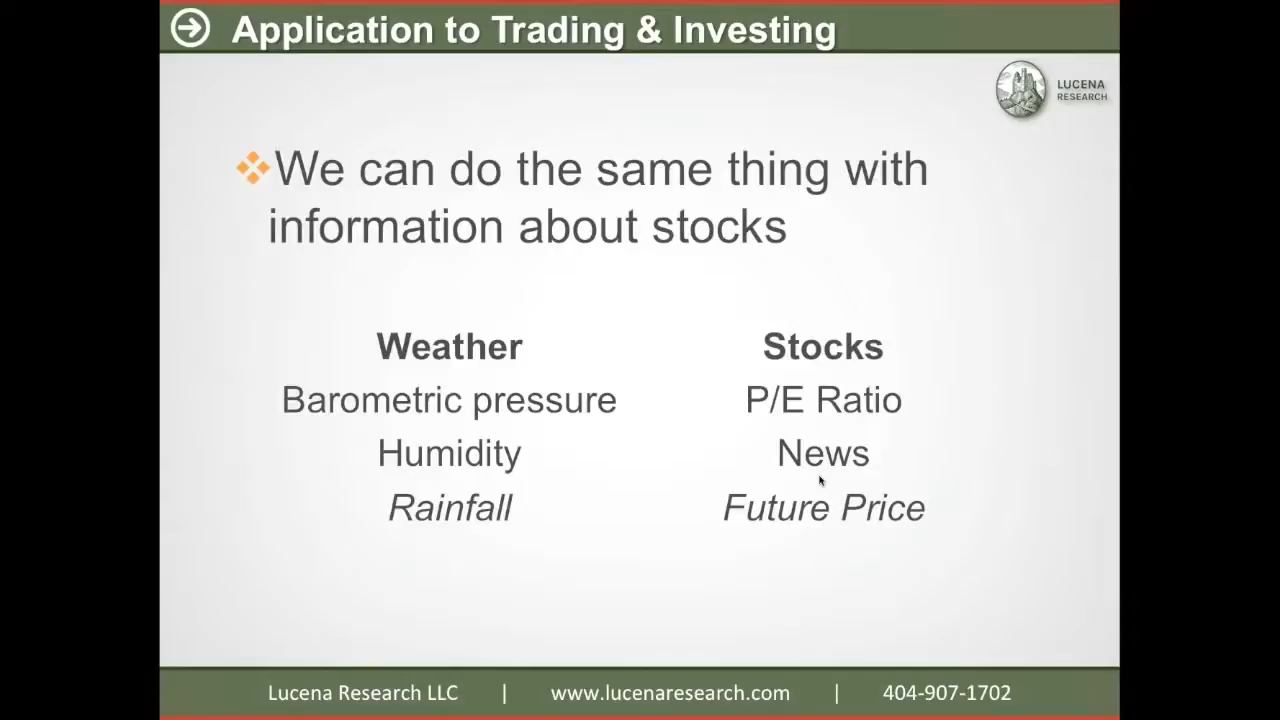 Application to Trading & Investing
LUCENA
RESEARCH
We can do the same thing with
information about stocks
Weather Stocks
Barometric pressure P/E Ratio
Humidity News
Rainfall Future Price
Lucena Research LLC | www.lucenaresearch.com | 404-907-1702